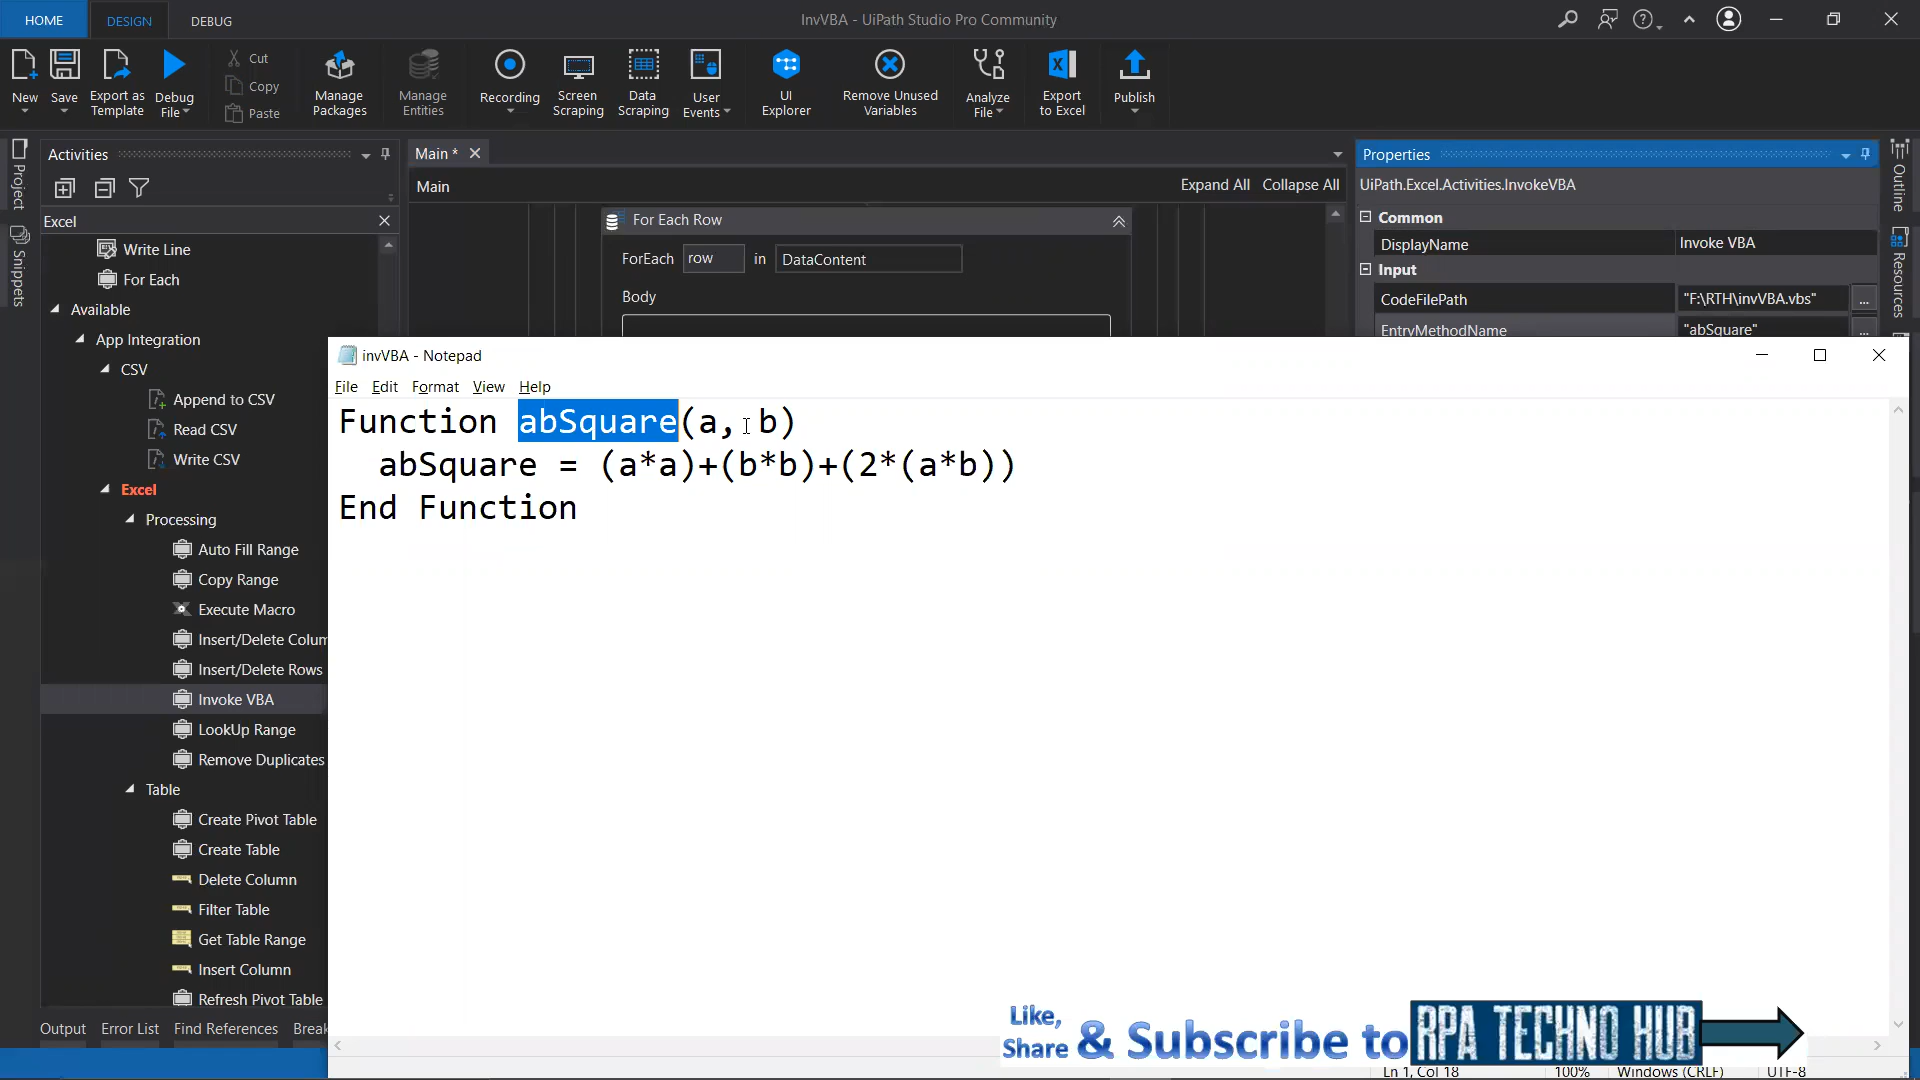 HOME
DESIGN
DEBUG
InvVBA - UiPath Studio Pro Community
New
Save
Export as
Template
Debug
File
Cut
Copy
Paste
Manage
Packages
Manage
Entities
Recording
Screen
Scraping
Data
Scraping
User
Events
UI
Explorer
Remove Unused
Variables
Analyze
File
Export
to Excel
Publish
Project
Snippets
Activities
Excel
Write Line
For Each
Available
App Integration
CSV
Append to CSV
Read CSV
Write CSV
Excel
Processing
Auto Fill Range
Copy Range
Execute Macro
Insert/Delete Colum
Insert/Delete Rows
Invoke VBA
LookUp Range
Remove Duplicates
Table
Create Pivot Table
Create Table
Delete Column
Filter Table
Get Table Range
Insert Column
Refresh Pivot Table
Output Error List Find References Break
Main *
Main
Expand All Collapse All
For Each Row
ForEach row in DataContent
Body
Properties
UiPath.Excel.Activities.InvokeVBA
Common
DisplayName Invoke VBA
Input
CodeFilePath "F:\RTH\invVBA.vbs" ...
EntryMethodName "abSquare" ...
Outline
Resources
invVBA - Notepad
File Edit Format View Help
Function abSquare(a, b)
abSquare = (a*a)+(b*b)+(2*(a*b))
End Function
Like,
Share & Subscribe to RPA TECHNO HUB
Ln 1, Col 18 100% Windows (CRLF) UTF-8